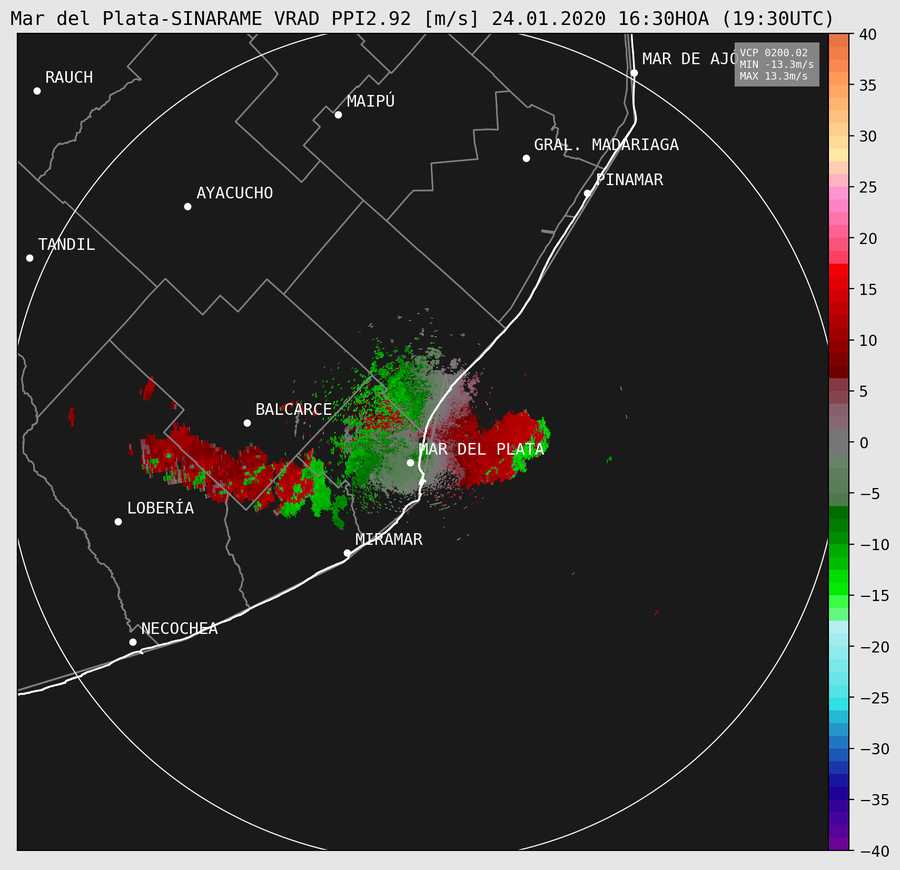 Mar del Plata-SINARAME VRAD PPI2.92 [m/s] 24.01.2020 16:30HOA (19:30UTC)
VCP 0200.02
MIN -13.3m/s
MAX 13.3m/s
MAR DE AJÓ
RAUCH
MAIPÚ
GRAL. MADARIAGA
PINAMAR
AYACUCHO
TANDIL
BALCARCE
MAR DEL PLATA
LOBERÍA
MIRAMAR
NECOCHEA
40
35
30
25
20
15
10
5
0
−5
−10
−15
−20
−25
−30
−35
−40